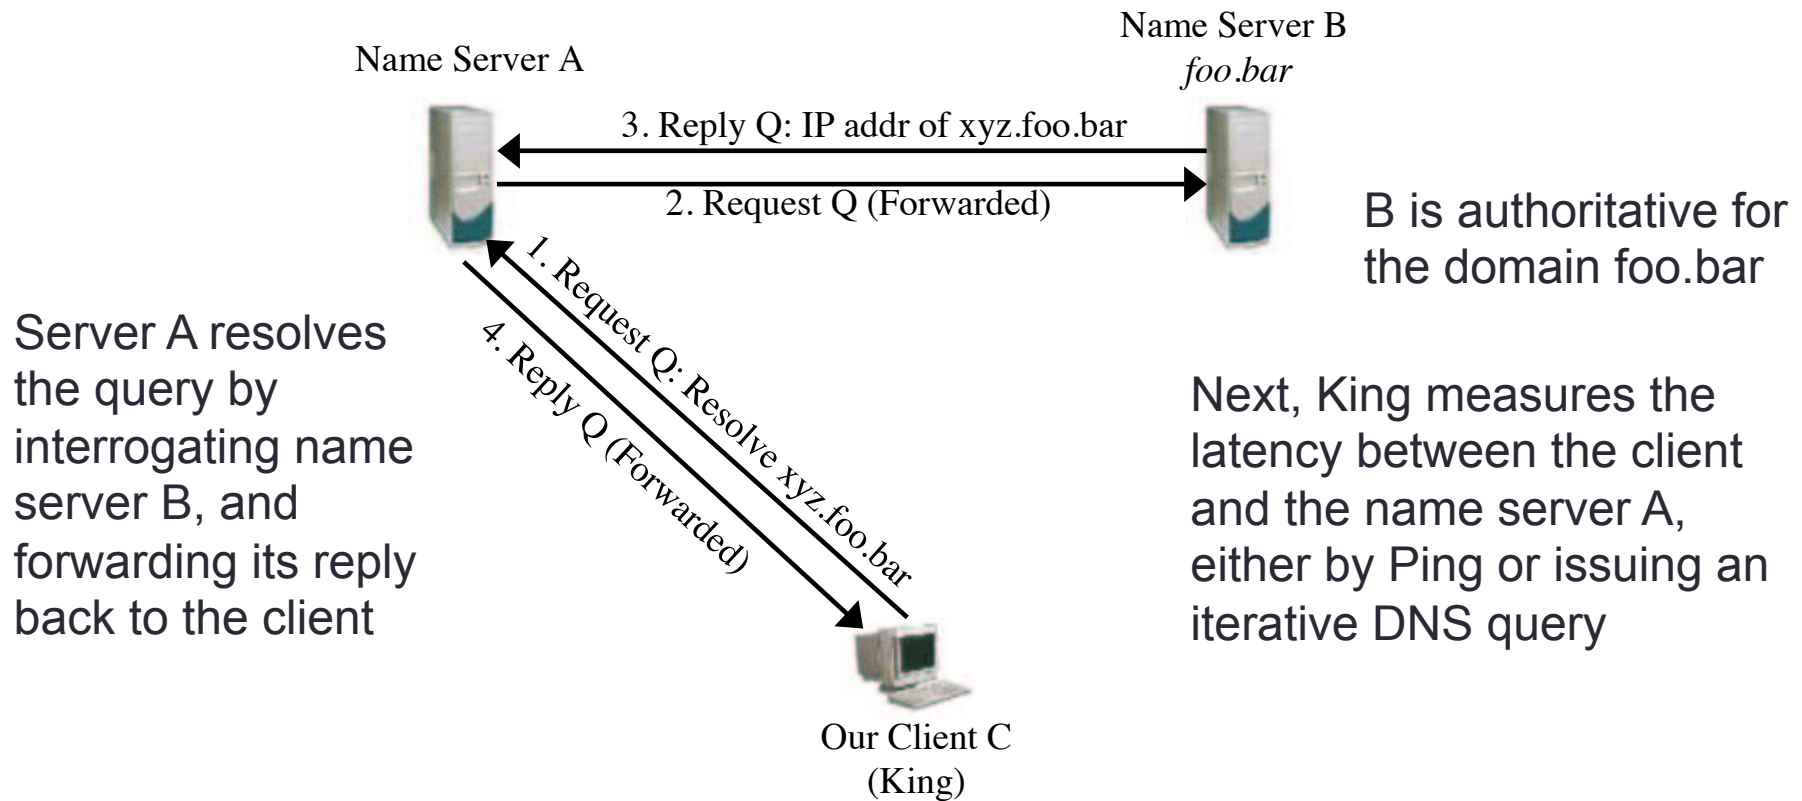 Name Server A
Name Server B
foo.bar
3. Reply Q: IP addr of xyz.foo.bar
2. Request Q (Forwarded)
B is authoritative for
the domain foo.bar
1. Request Q: Resolve xyz.foo.bar
4. Reply Q (Forwarded)
Server A resolves
the query by
interrogating name
server B, and
forwarding its reply
back to the client
Next, King measures the
latency between the client
and the name server A,
either by Ping or issuing an
iterative DNS query
Our Client C
(King)